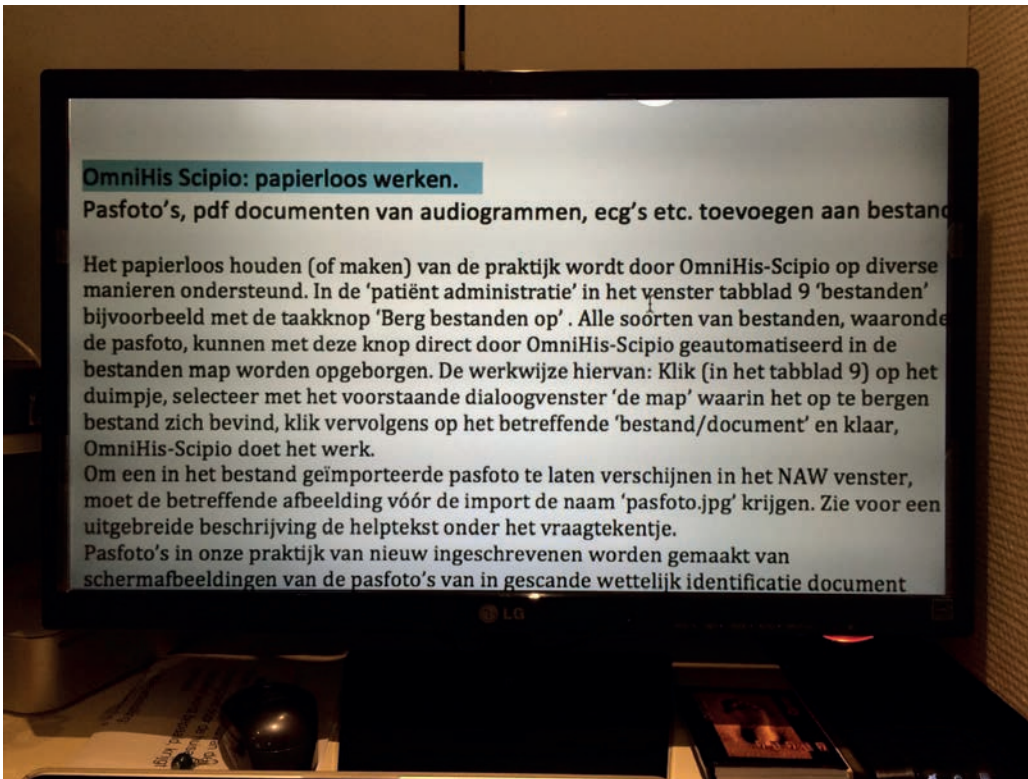 OmniHis Scipio: papierloos werken.
Pasfoto's, pdf documenten van audiogrammen, ecg's etc. toevoegen aan bestand
Het papierloos houden (of maken) van de praktijk wordt door OmniHis-Scipio op diverse
manieren ondersteund. In de 'patiënt administratie' in het venster tabblad 9 'bestanden'
bijvoorbeeld met de taakknop 'Berg bestanden op' . Alle soorten van bestanden, waaronde
de pasfoto, kunnen met deze knop direct door OmniHis-Scipio geautomatiseerd in de
bestanden map worden opgeborgen. De werkwijze hiervan: Klik (in het tabblad 9) op het
duimpje, selecteer met het voorstaande dialoogvenster 'de map' waarin het op te bergen
bestand zich bevind, klik vervolgens op het betreffende 'bestand/document' en klaar,
OmniHis-Scipio doet het werk.
Om een in het bestand geïmporteerde pasfoto te laten verschijnen in het NAW venster,
moet de betreffende afbeelding vóór de import de naam 'pasfoto.jpg' krijgen. Zie voor een
uitgebreide beschrijving de helptekst onder het vraagtekentje.
Pasfoto's in onze praktijk van nieuw ingeschrevenen worden gemaakt van
schermafbeeldingen van de pasfoto's van in gescande wettelijk identificatie document
LG